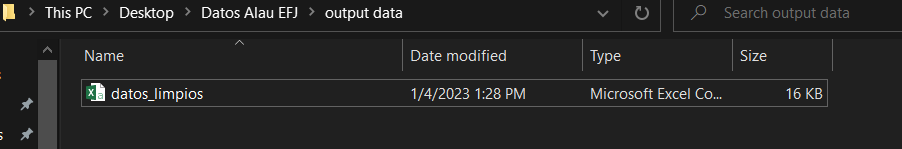 This PC > Desktop > Datos Alau EFJ > output data Search output data
Name Date modified Type Size
datos_limpios 1/4/2023 1:28 PM Microsoft Excel Co... 16 KB